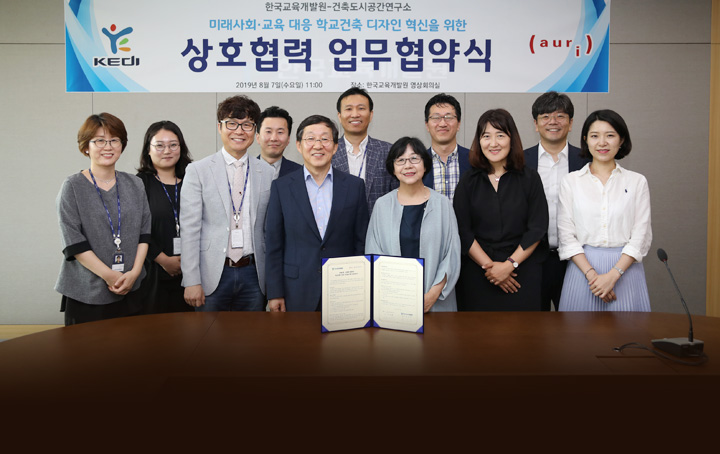 한국교육개발원-건축도시공간연구소
미래사회·교육 대응 학교건축 디자인 혁신을 위한
상호협력 업무협약식
KEDI
(auri)
2019년 8월 7일(수요일) 11:00 장소: 한국교육개발원 영상회의실